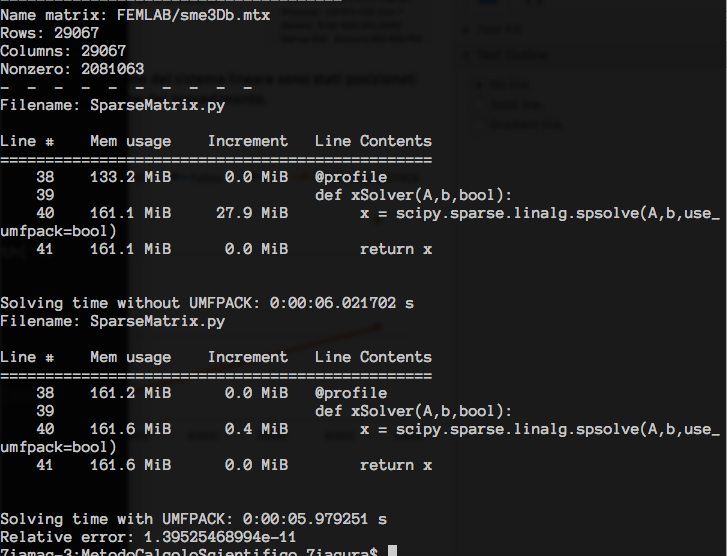 Name matrix: FEMLAB/sme3Db.mtx
Rows: 29067
Columns: 29067
Nonzero: 2081063
- - - - - - - - - -
Filename: SparseMatrix.py
Line #    Mem usage    Increment   Line Contents
================================================
    38    133.2 MiB      0.0 MiB   @profile
    39                             def xSolver(A,b,bool):
    40    161.1 MiB     27.9 MiB        x = scipy.sparse.linalg.spsolve(A,b,use_
umfpack=bool)
    41    161.1 MiB      0.0 MiB        return x
Solving time without UMFPACK: 0:00:06.021702 s
Filename: SparseMatrix.py
Line #    Mem usage    Increment   Line Contents
================================================
    38    161.2 MiB      0.0 MiB   @profile
    39                             def xSolver(A,b,bool):
    40    161.6 MiB      0.4 MiB        x = scipy.sparse.linalg.spsolve(A,b,use_
umfpack=bool)
    41    161.6 MiB      0.0 MiB        return x
Solving time with UMFPACK: 0:00:05.979251 s
Relative error: 1.39525468994e-11